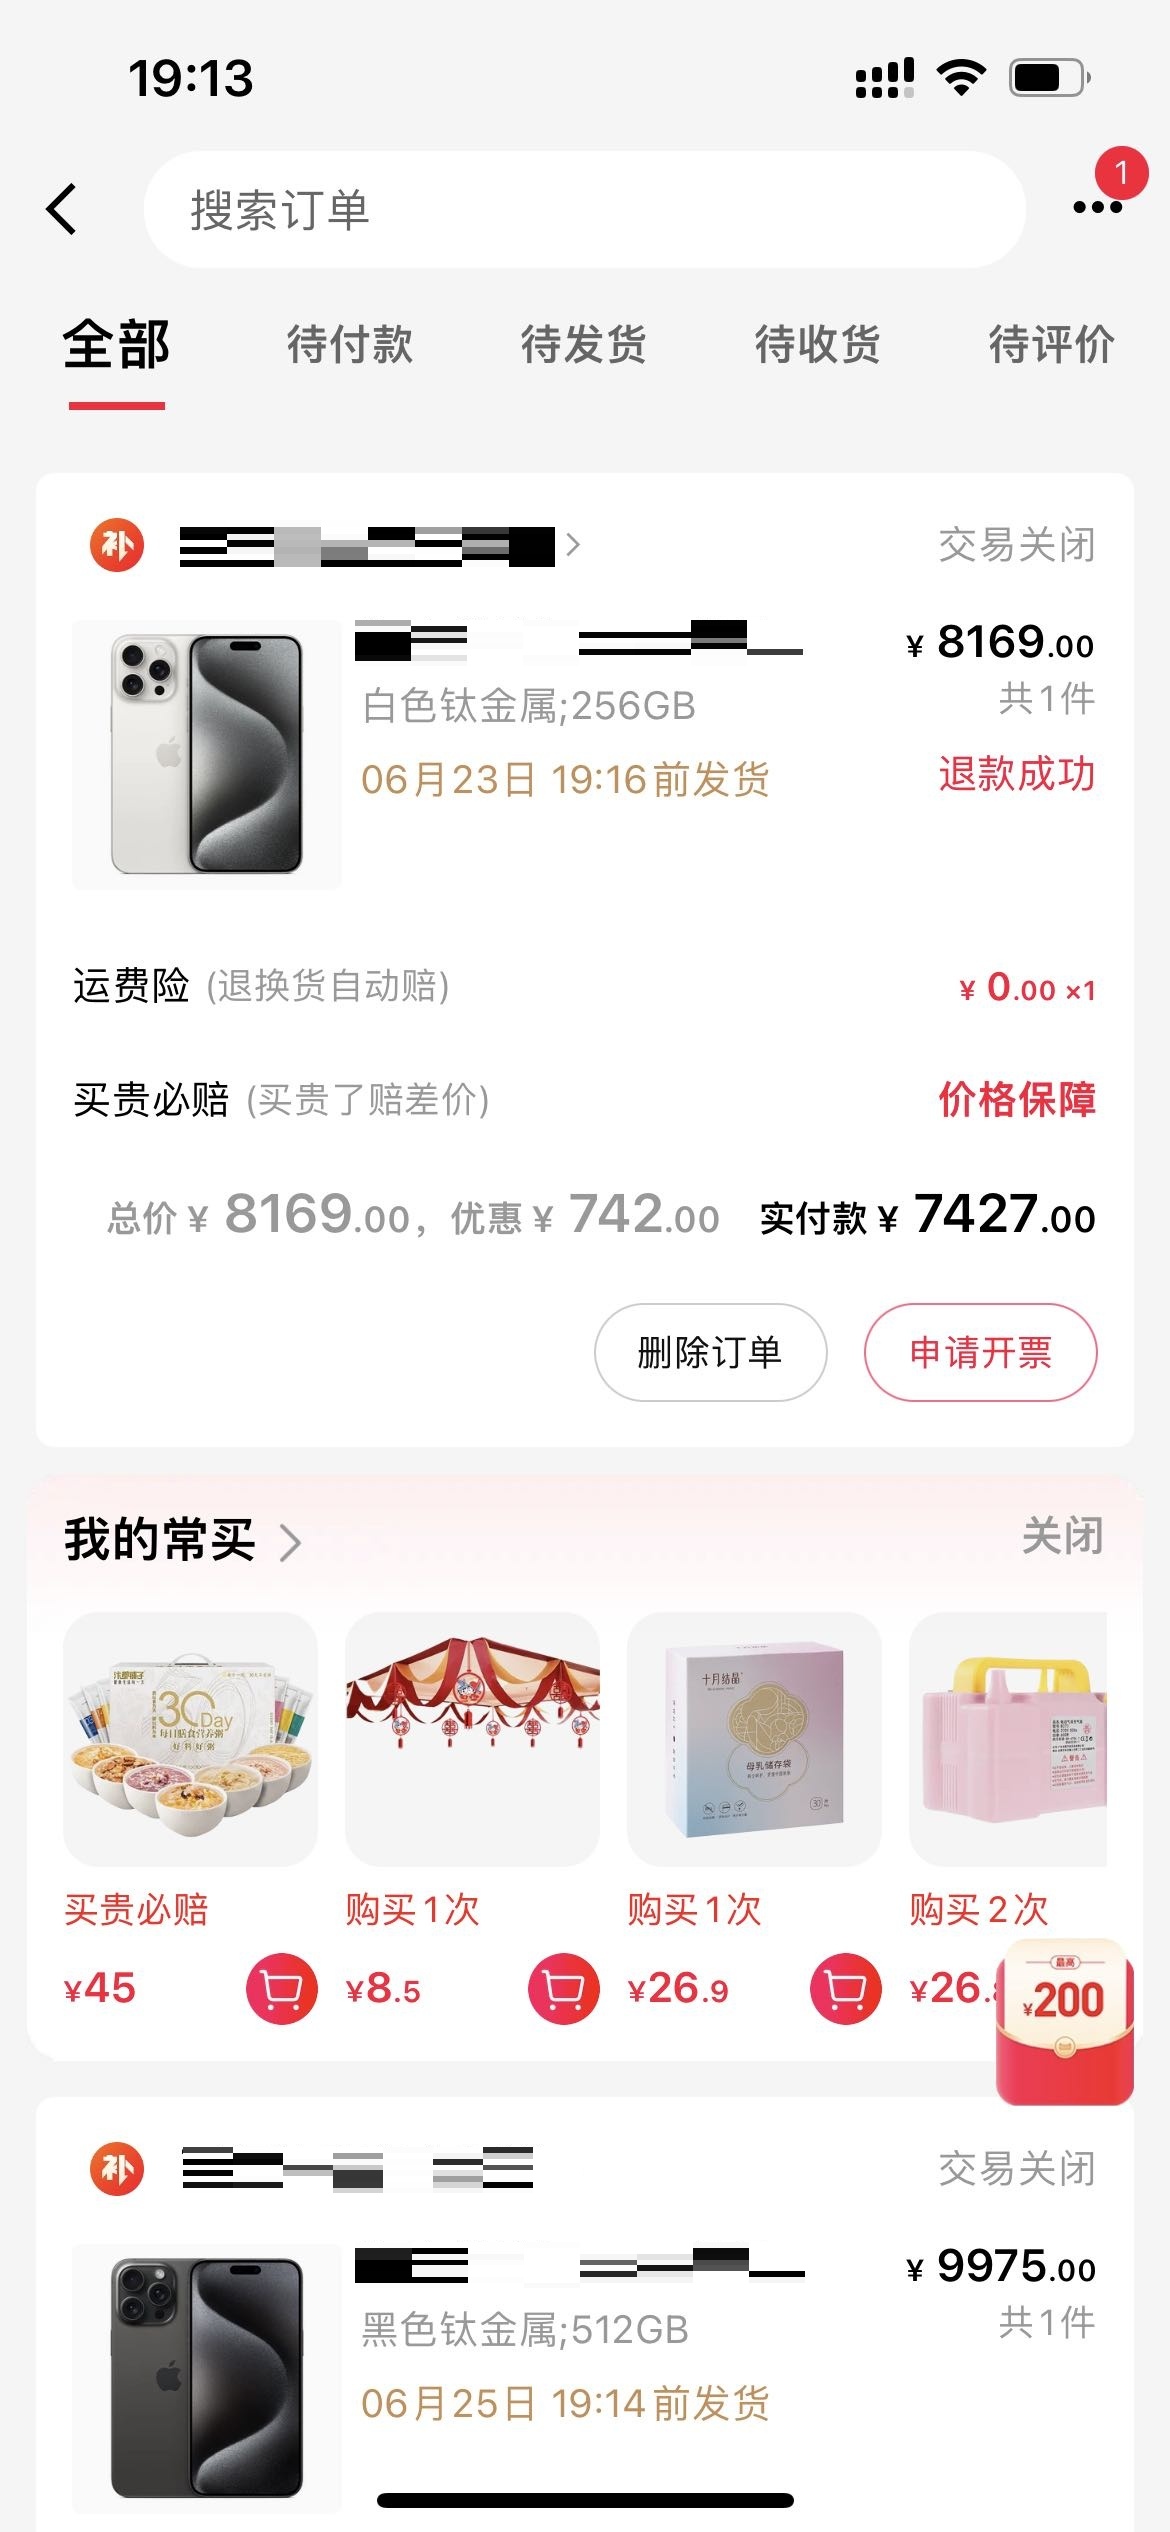 19:13
搜索订单
1
全部 待付款 待发货 待收货 待评价
补
交易关闭
¥ 8169.00
白色钛金属;256GB
共1件
06月23日 19:16前发货
退款成功
运费险 (退换货自动赔)
¥ 0.00 ×1
买贵必赔 (买贵了赔差价)
价格保障
总价 ¥ 8169.00，优惠 ¥ 742.00 实付款 ¥ 7427.00
删除订单
申请开票
我的常买
关闭
30Day
每日膳食营养粥
好料好粥
十月结晶
母乳储存袋
买贵必赔 购买1次 购买1次 购买2次
¥45 ¥8.5 ¥26.9 ¥26.
最高
¥200
补
交易关闭
¥ 9975.00
黑色钛金属;512GB
共1件
06月25日 19:14前发货